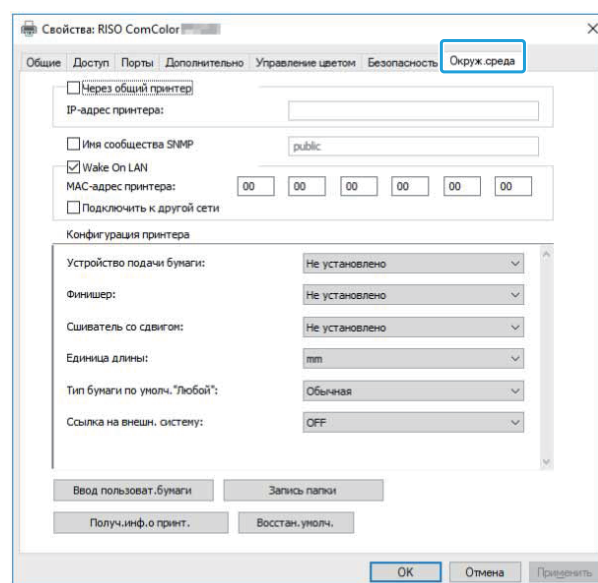 Свойства: RISO ComColor
Общие Доступ Порты Дополнительно Управление цветом Безопасность Окруж.среда
Через общий принтер
IP-адрес принтера:
Имя сообщества SNMP public
Wake On LAN
MAC-адрес принтера: 00 00 00 00 00 00
Подключить к другой сети
Конфигурация принтера
Устройство подачи бумаги: Не установлено
Финишер: Не установлено
Сшиватель со сдвигом: Не установлено
Единица длины: mm
Тип бумаги по умолч."Любой": Обычная
Ссылка на внешн. систему: OFF
Ввод пользоват.бумаги Запись папки
Получ.инф.о принт. Восстан.умолч.
OK Отмена Применить